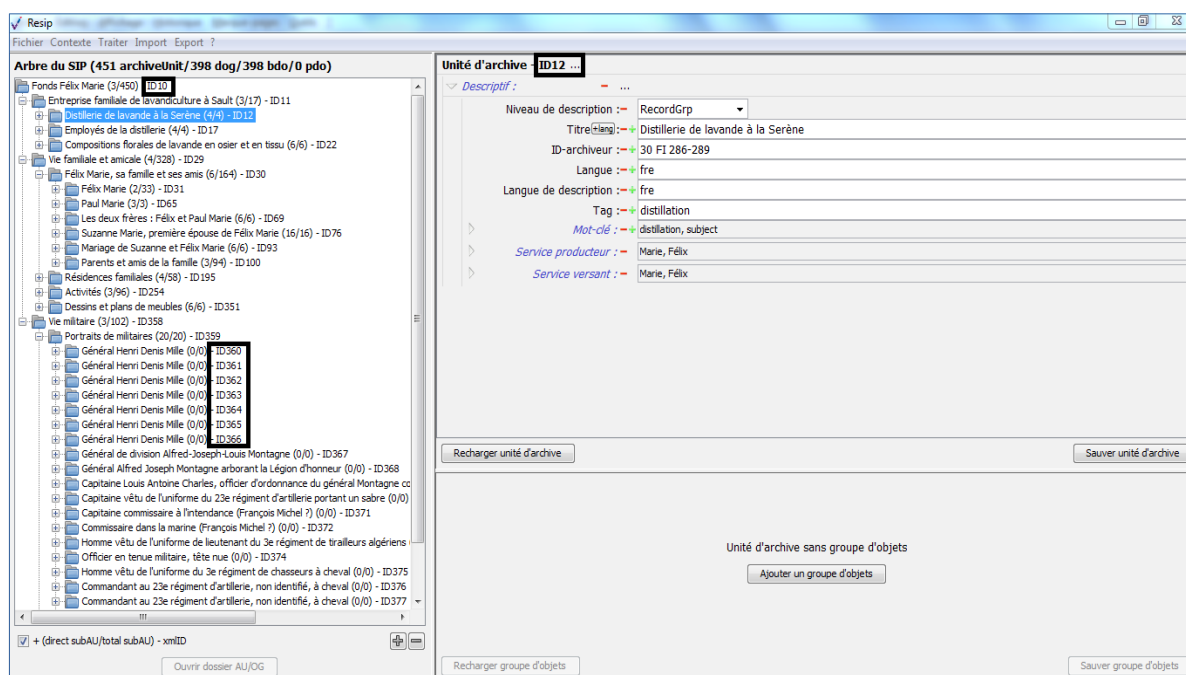 Resip
Fichier Contexte Traiter Import Export ?
Arbre du SIP (451 archiveUnit/398 dog/398 bdo/0 pdo)
Fonds Félix Marie (3/450) - ID10
Entreprise familiale de lavandiculture à Sault (3/17) - ID11
Distillerie de lavande à la Serène (4/4) - ID12
Employés de la distillerie (4/4) - ID17
Compositions florales de lavande en osier et en tissu (6/6) - ID22
Vie familiale et amicale (4/328) - ID29
Félix Marie, sa famille et ses amis (6/164) - ID30
Félix Marie (2/33) - ID31
Paul Marie (3/3) - ID65
Les deux frères : Félix et Paul Marie (6/6) - ID69
Suzanne Marie, première épouse de Félix Marie (16/16) - ID76
Mariage de Suzanne et Félix Marie (6/6) - ID93
Parents et amis de la famille (3/94) - ID100
Résidences familiales (4/58) - ID195
Activités (3/96) - ID254
Dessins et plans de meubles (6/6) - ID351
Vie militaire (3/102) - ID358
Portraits de militaires (20/20) - ID359
Général Henri Denis Mille (0/0) - ID360
Général Henri Denis Mille (0/0) - ID361
Général Henri Denis Mille (0/0) - ID362
Général Henri Denis Mille (0/0) - ID363
Général Henri Denis Mille (0/0) - ID364
Général Henri Denis Mille (0/0) - ID365
Général Henri Denis Mille (0/0) - ID366
Général de division Alfred-Joseph-Louis Montagne (0/0) - ID367
Général Alfred Joseph Montagne arborant la Légion d'honneur (0/0) - ID368
Capitaine Louis Antoine Charles, officier d'ordonnance du général Montagne co
Capitaine vêtu de l'uniforme du 23e régiment d'artillerie portant un sabre (0/0)
Capitaine commissaire à l'intendance (François Michel ?) (0/0) - ID371
Commissaire dans la marine (François Michel ?) (0/0) - ID372
Homme vêtu de l'uniforme de lieutenant du 3e régiment de tirailleurs algériens
Officier en tenue militaire, tête nue (0/0) - ID374
Homme vêtu de l'uniforme du 3e régiment de chasseurs à cheval (0/0) - ID375
Commandant au 23e régiment d'artillerie, non identifié, à cheval (0/0) - ID376
Commandant au 23e régiment d'artillerie, non identifié, à cheval (0/0) - ID377
+ (direct subAU/total subAU) - xmlID
Ouvrir dossier AU/OG
Unité d'archive - ID12 ...
Descriptif : - ...
Niveau de description :- RecordGrp
Titre +lang :-+ Distillerie de lavande à la Serène
ID-archiveur :-+ 30 FI 286-289
Langue :-+ fre
Langue de description :-+ fre
Tag :-+ distillation
Mot-clé :-+ distillation, subject
Service producteur :- Marie, Félix
Service versant :- Marie, Félix
Recharger unité d'archive Sauver unité d'archive
Unité d'archive sans groupe d'objets
Ajouter un groupe d'objets
Recharger groupe d'objets Sauver groupe d'objets